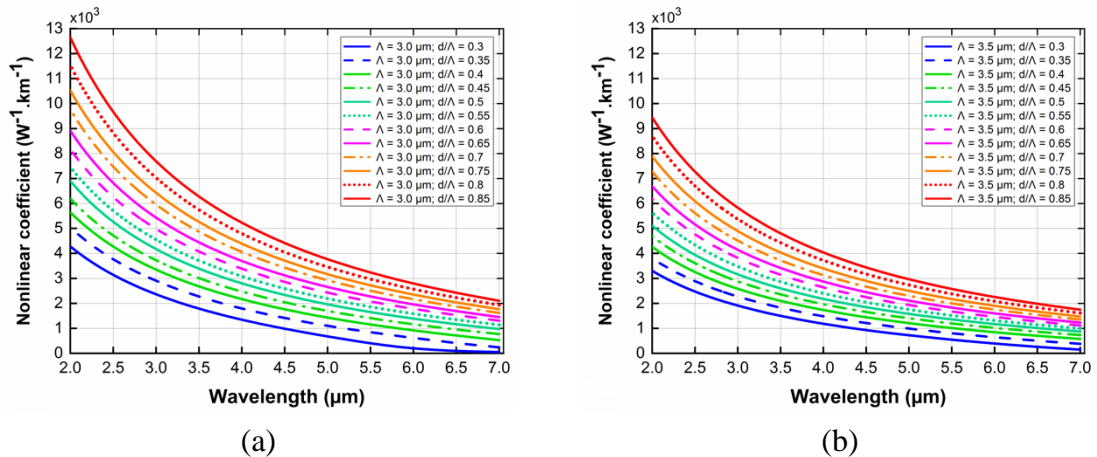 ×10³
13
12
11
10
9
8
7
6
5
4
3
2
1
0
Nonlinear coefficient (W⁻¹.km⁻¹)
Λ = 3.0 µm; d/Λ = 0.3
Λ = 3.0 µm; d/Λ = 0.35
Λ = 3.0 µm; d/Λ = 0.4
Λ = 3.0 µm; d/Λ = 0.45
Λ = 3.0 µm; d/Λ = 0.5
Λ = 3.0 µm; d/Λ = 0.55
Λ = 3.0 µm; d/Λ = 0.6
Λ = 3.0 µm; d/Λ = 0.65
Λ = 3.0 µm; d/Λ = 0.7
Λ = 3.0 µm; d/Λ = 0.75
Λ = 3.0 µm; d/Λ = 0.8
Λ = 3.0 µm; d/Λ = 0.85
2.0 2.5 3.0 3.5 4.0 4.5 5.0 5.5 6.0 6.5 7.0
Wavelength (µm)
(a)
×10³
13
12
11
10
9
8
7
6
5
4
3
2
1
0
Nonlinear coefficient (W⁻¹.km⁻¹)
Λ = 3.5 µm; d/Λ = 0.3
Λ = 3.5 µm; d/Λ = 0.35
Λ = 3.5 µm; d/Λ = 0.4
Λ = 3.5 µm; d/Λ = 0.45
Λ = 3.5 µm; d/Λ = 0.5
Λ = 3.5 µm; d/Λ = 0.55
Λ = 3.5 µm; d/Λ = 0.6
Λ = 3.5 µm; d/Λ = 0.65
Λ = 3.5 µm; d/Λ = 0.7
Λ = 3.5 µm; d/Λ = 0.75
Λ = 3.5 µm; d/Λ = 0.8
Λ = 3.5 µm; d/Λ = 0.85
2.0 2.5 3.0 3.5 4.0 4.5 5.0 5.5 6.0 6.5 7.0
Wavelength (µm)
(b)